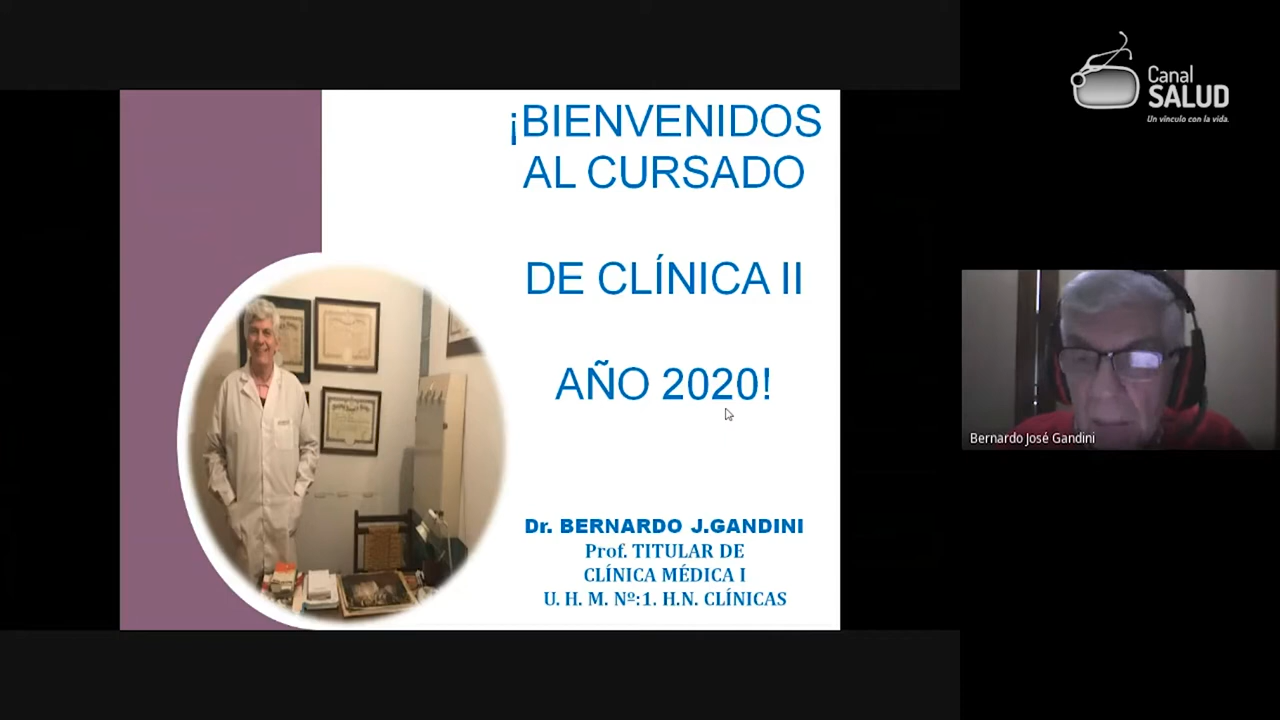 ¡BIENVENIDOS
AL CURSADO
DE CLÍNICA II
AÑO 2020!
Dr. BERNARDO J.GANDINI
Prof. TITULAR DE
CLÍNICA MÉDICA I
U. H. M. Nº:1. H.N. CLÍNICAS
Canal
SALUD
Un vínculo con la vida.
Bernardo José Gandini